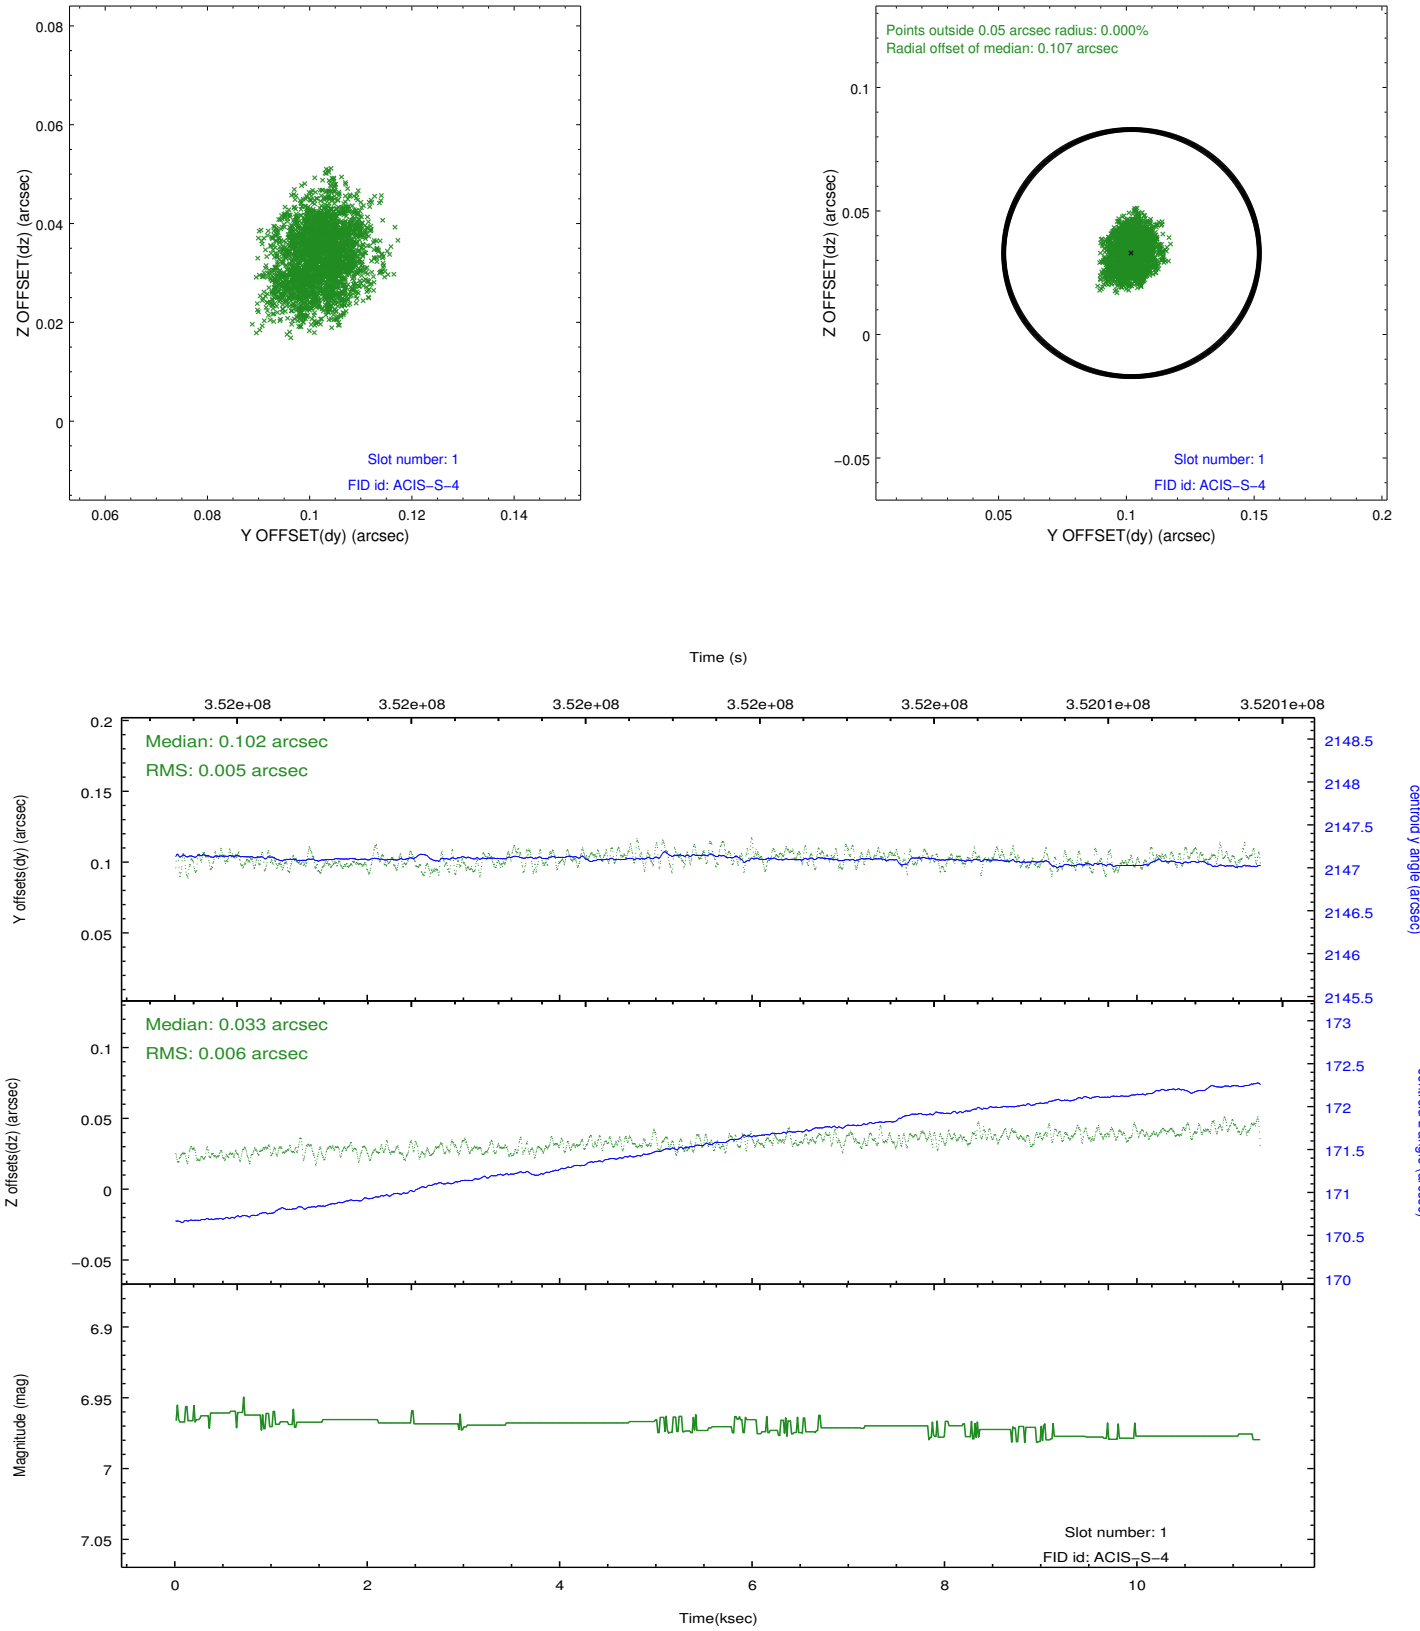 0.08
0.06
0.04
0.02
0
Z OFFSET(dz) (arcsec)
Slot number: 1
FID id: ACIS−S−4
0.06
0.08
0.1
0.12
0.14
Y OFFSET(dy) (arcsec)
Points outside 0.05 arcsec radius: 0.000%
Radial offset of median: 0.107 arcsec
0.1
0.05
0
−0.05
Z OFFSET(dz) (arcsec)
Slot number: 1
FID id: ACIS−S−4
0.05
0.1
0.15
0.2
Y OFFSET(dy) (arcsec)
Time (s)
3.52e+08
3.52e+08
3.52e+08
3.52e+08
3.52e+08
3.5201e+08
3.5201e+08
Median: 0.102 arcsec
RMS: 0.005 arcsec
0.2
0.15
0.1
0.05
Y offsets(dy) (arcsec)
2148.5
2148
2147.5
2147
2146.5
2146
2145.5
centroid y angle (arcsec)
Median: 0.033 arcsec
RMS: 0.006 arcsec
0.1
0.05
0
−0.05
Z offsets(dz) (arcsec)
173
172.5
172
171.5
171
170.5
170
6.9
6.95
7
7.05
Magnitude (mag)
Slot number: 1
FID id: ACIS−S−4
0
2
4
6
8
10
Time(ksec)